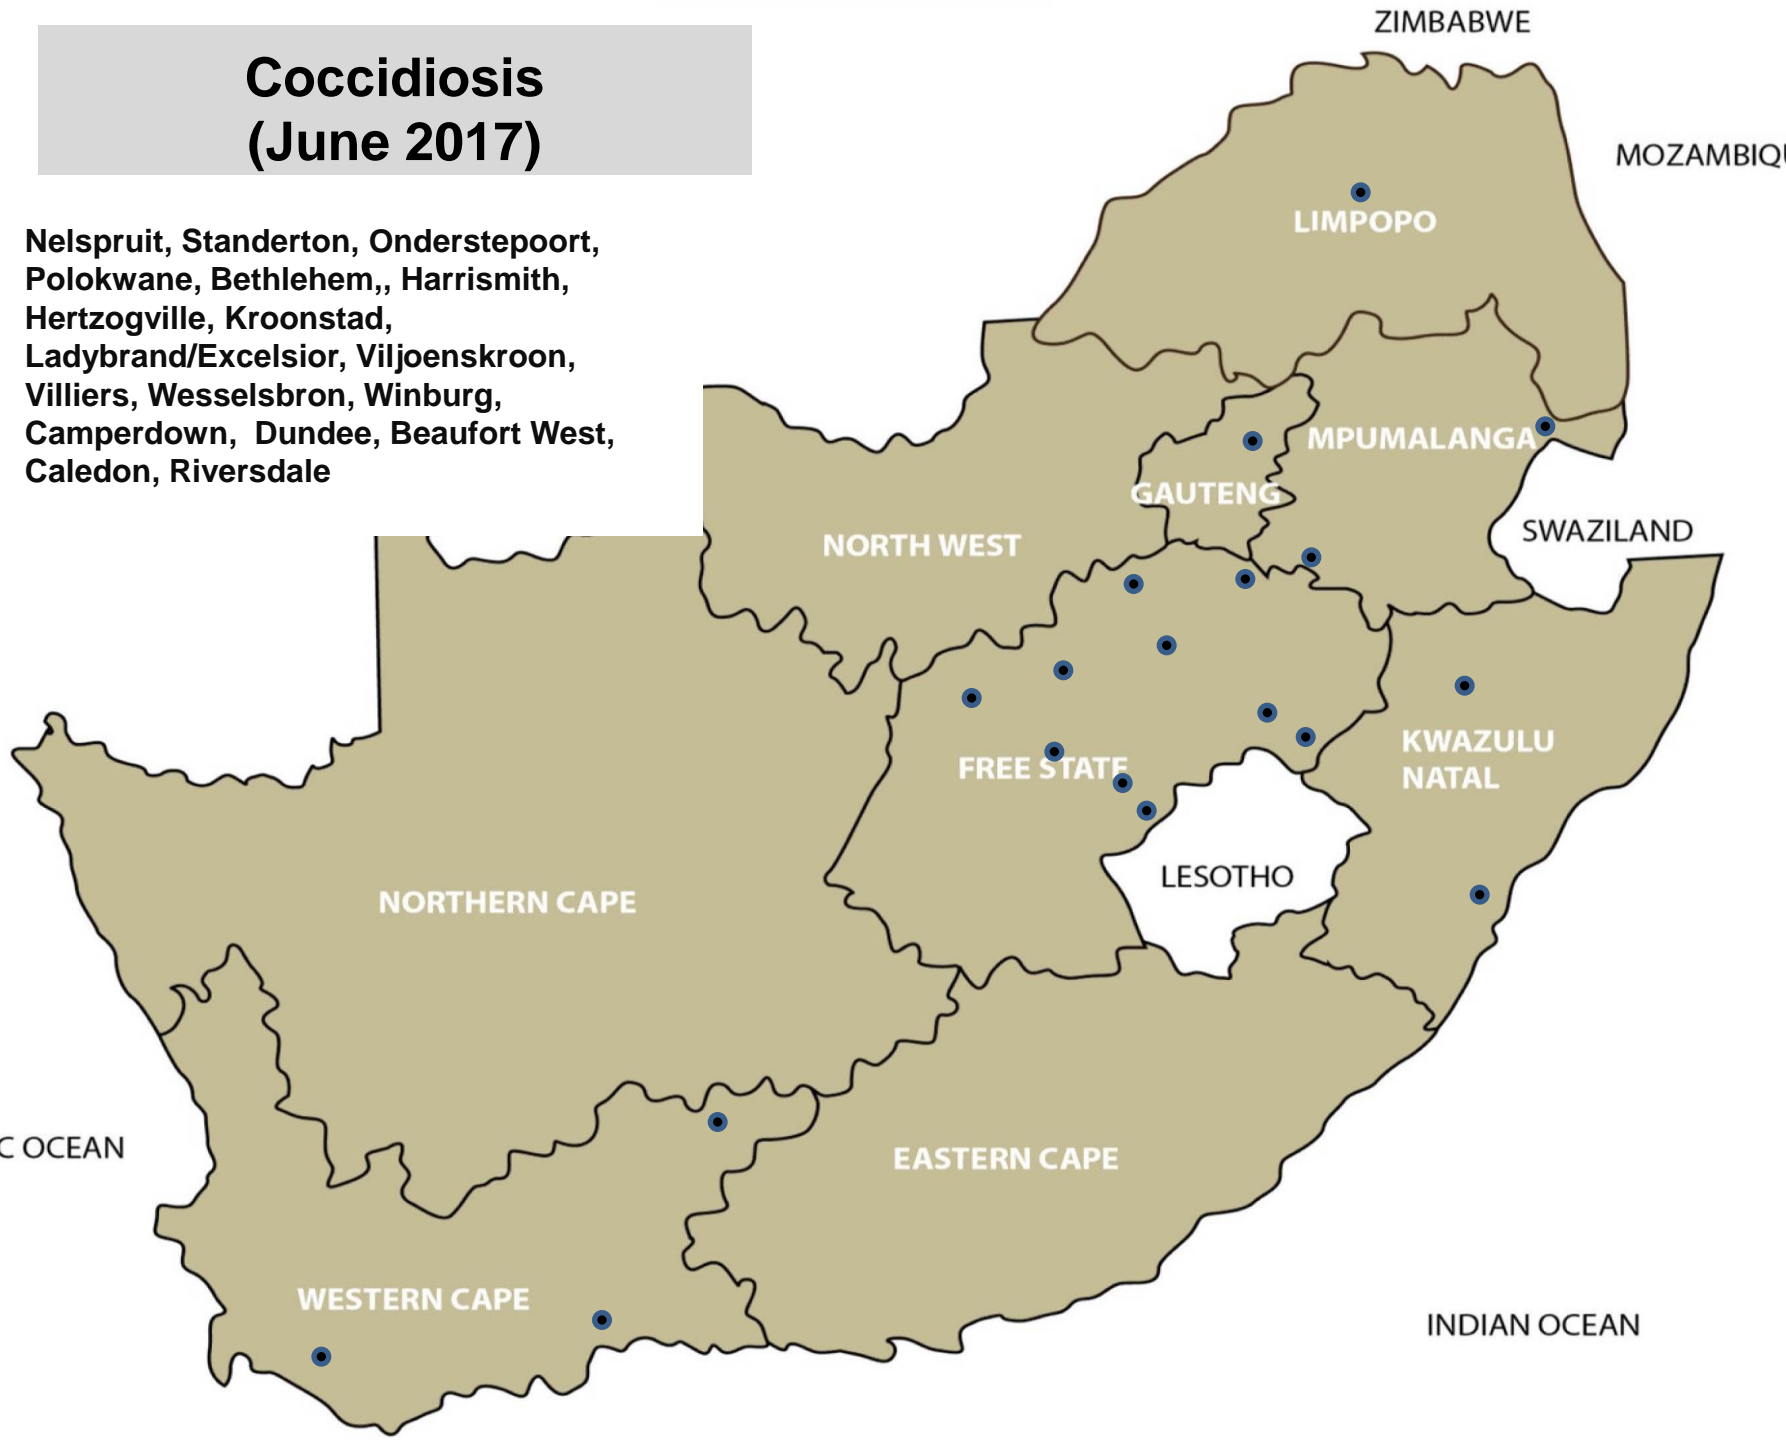 Coccidiosis
(June 2017)
Nelspruit, Standerton, Onderstepoort,
Polokwane, Bethlehem,, Harrismith,
Hertzogville, Kroonstad,
Ladybrand/Excelsior, Viljoenskroon,
Villiers, Wesselsbron, Winburg,
Camperdown, Dundee, Beaufort West,
Caledon, Riversdale
ZIMBABWE
MOZAMBIQU
LIMPOPO
MPUMALANGA
GAUTENG
SWAZILAND
NORTH WEST
KWAZULU
NATAL
FREE STATE
LESOTHO
NORTHERN CAPE
C OCEAN
EASTERN CAPE
WESTERN CAPE
INDIAN OCEAN